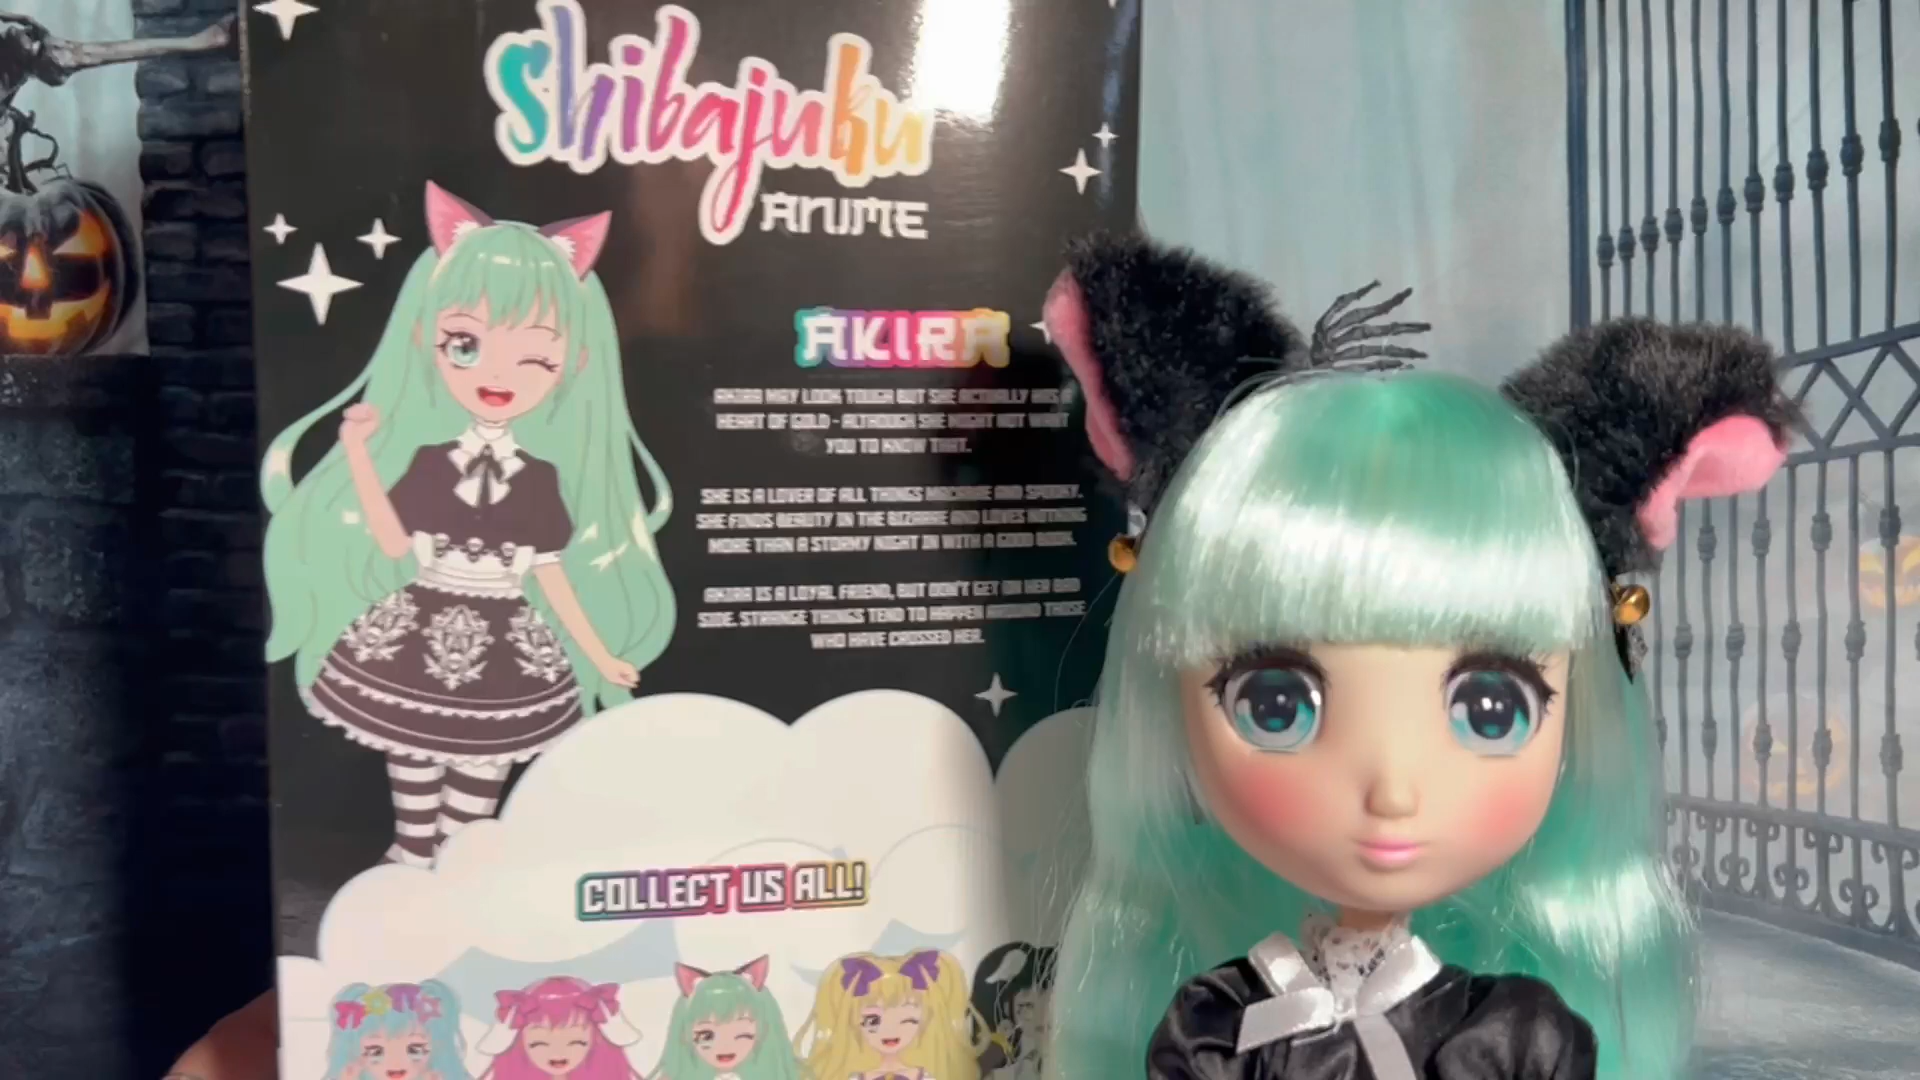 Shibajuku
ANIME
AKIRA
AKIRA MAY LOOK TOUGH BUT SHE ACTUALLY HAS A
HEART OF GOLD - ALTHOUGH SHE MIGHT NOT WANT
YOU TO KNOW THAT.
SHE IS A LOVER OF ALL THINGS MACABRE AND SPOOKY.
SHE FINDS BEAUTY IN THE BIZARRE AND LOVES NOTHING
MORE THAN A STORMY NIGHT IN WITH A GOOD BOOK.
AKIRA IS A LOYAL FRIEND, BUT DON'T GET ON HER BAD
SIDE. STRANGE THINGS TEND TO HAPPEN AROUND THOSE
WHO HAVE CROSSED HER.
COLLECT US ALL!